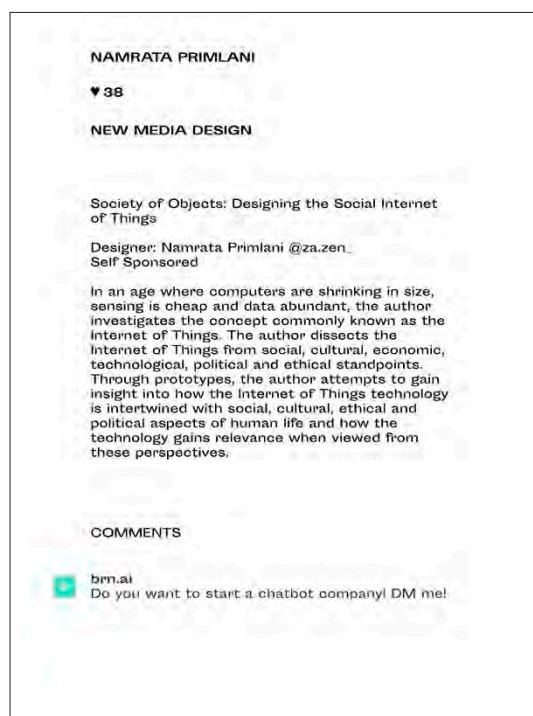 NAMRATA PRIMLANI
♥ 38
NEW MEDIA DESIGN
Society of Objects: Designing the Social Internet
of Things
Designer: Namrata Primlani @za.zen_
Self Sponsored
In an age where computers are shrinking in size,
sensing is cheap and data abundant, the author
investigates the concept commonly known as the
Internet of Things. The author dissects the
Internet of Things from social, cultural, economic,
technological, political and ethical standpoints.
Through prototypes, the author attempts to gain
insight into how the Internet of Things technology
is intertwined with social, cultural, ethical and
political aspects of human life and how the
technology gains relevance when viewed from
these perspectives.
COMMENTS
brn.ai
Do you want to start a chatbot company! DM me!